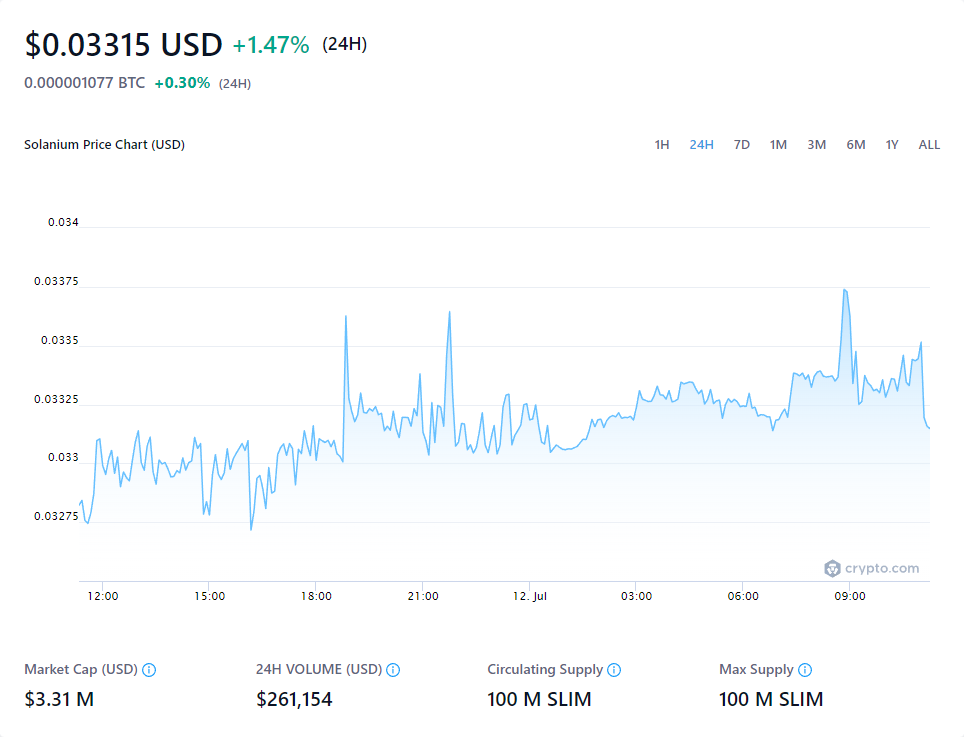 $0.03315 USD +1.47% (24H)
0.000001077 BTC +0.30% (24H)
Solanium Price Chart (USD) 1H 24H 7D 1M 3M 6M 1Y ALL
0.034
0.03375
0.0335
0.03325
0.033
0.03275
crypto.com
12:00 15:00 18:00 21:00 12. Jul 03:00 06:00 09:00
Market Cap (USD) 24H VOLUME (USD) Circulating Supply Max Supply
$3.31 M $261,154 100 M SLIM 100 M SLIM